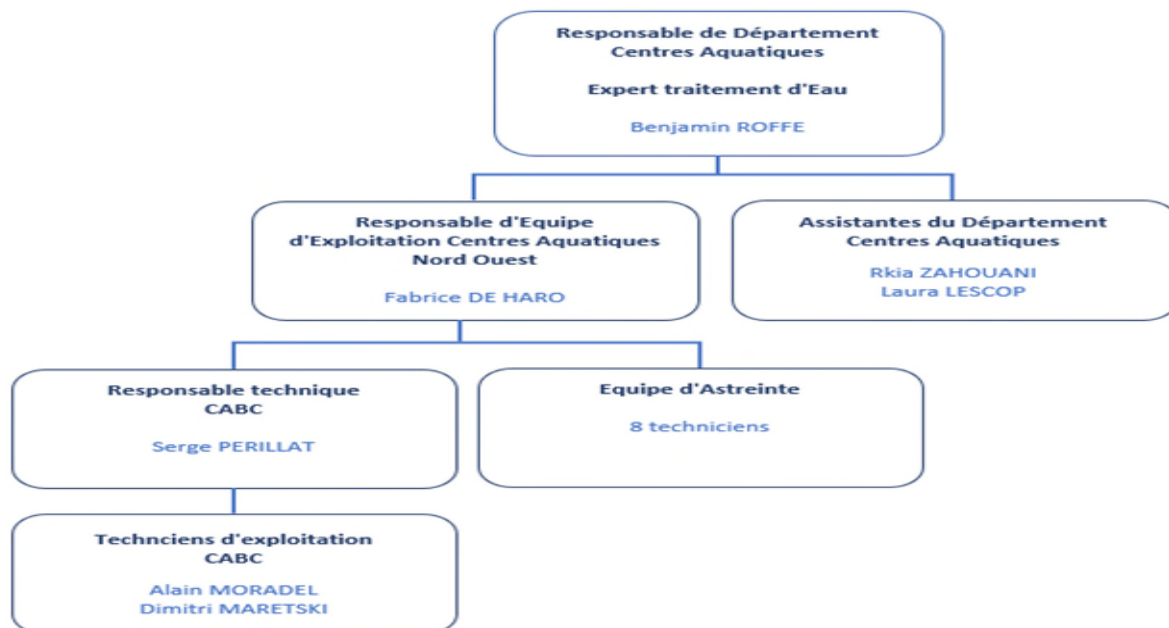 Responsable de Département
Centres Aquatiques
Expert traitement d'Eau
Benjamin ROFFE
Responsable d'Equipe
d'Exploitation Centres Aquatiques
Nord Ouest
Fabrice DE HARO
Assistantes du Département
Centres Aquatiques
Rkia ZAHOUANI
Laura LESCOP
Responsable technique
CABC
Serge PERILLAT
Equipe d'Astreinte
8 techniciens
Technciens d'exploitation
CABC
Alain MORADEL
Dimitri MARETSKI